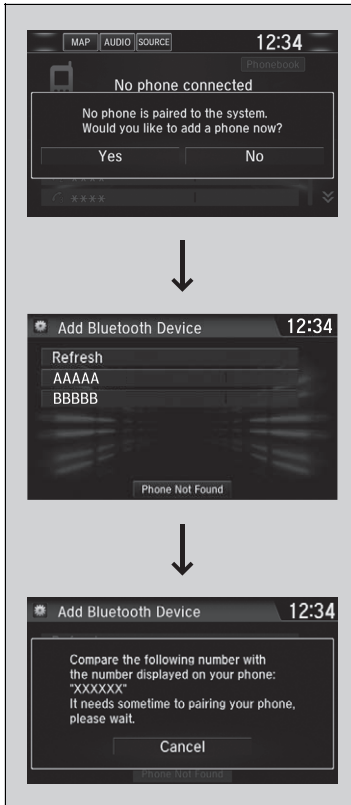 MAP AUDIO SOURCE 12:34
Phonebook
No phone connected
No phone is paired to the system.
Would you like to add a phone now?
Yes No
****
Add Bluetooth Device 12:34
Refresh
AAAAA
BBBBB
Phone Not Found
Add Bluetooth Device 12:34
Compare the following number with
the number displayed on your phone:
"XXXXXX"
It needs sometime to pairing your phone,
please wait.
Cancel
Phone Not Found